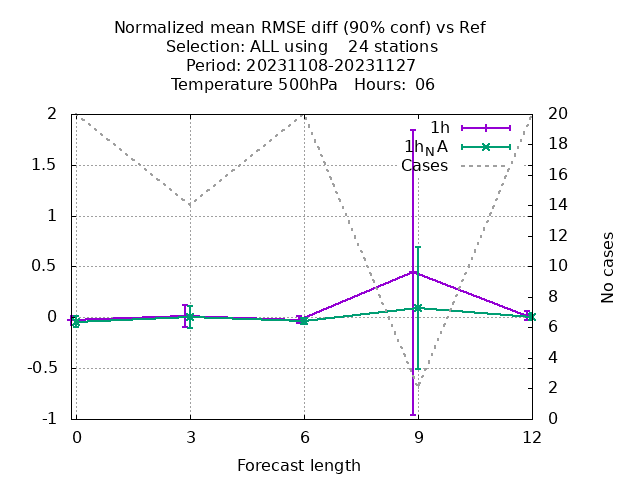 Normalized mean RMSE diff (90% conf) vs Ref
Selection: ALL using    24 stations
Period: 20231108-20231127
Temperature 500hPa   Hours:  06
2
1.5
1
0.5
0
-0.5
-1
20
18
16
14
12
10
8
6
4
2
0
1h
1h_N A
Cases
No cases
0 3 6 9 12
Forecast length